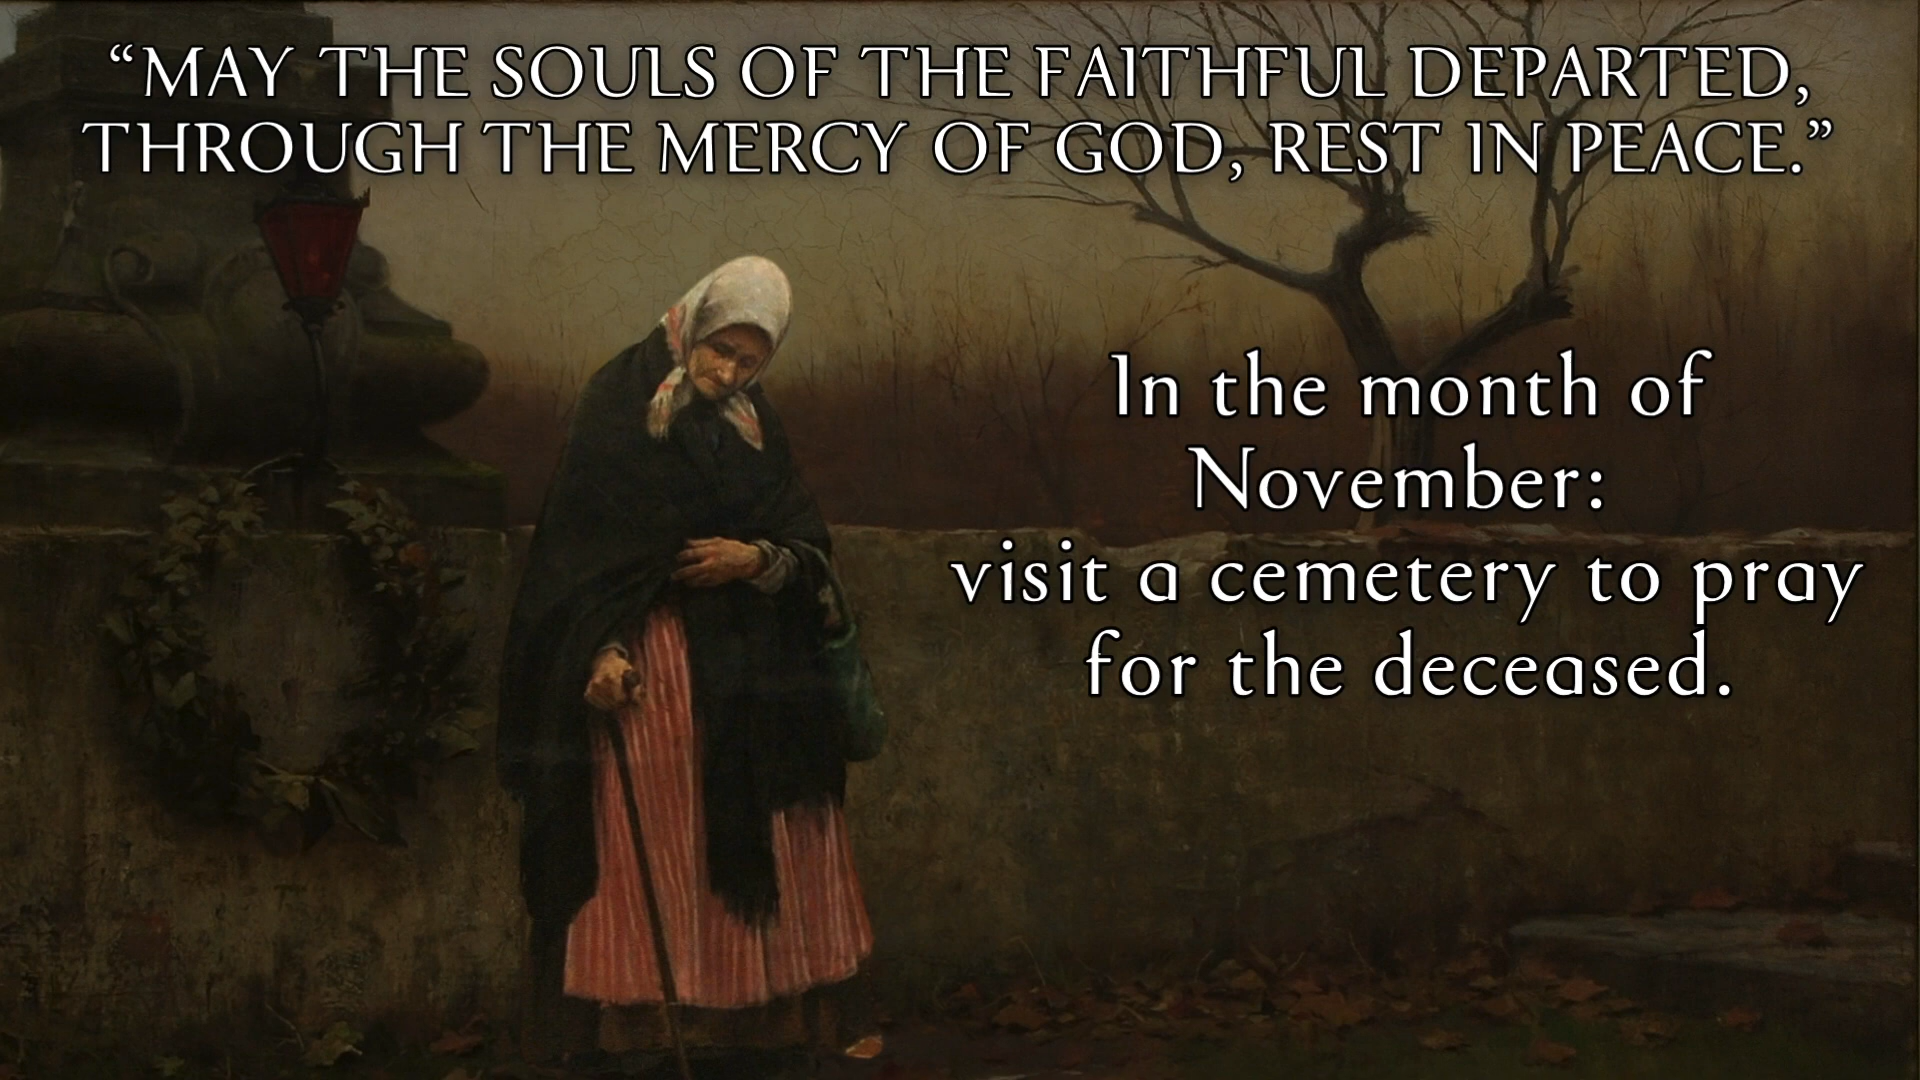 “MAY THE SOULS OF THE FAITHFUL DEPARTED,
THROUGH THE MERCY OF GOD, REST IN PEACE.”
In the month of
November:
visit a cemetery to pray
for the deceased.